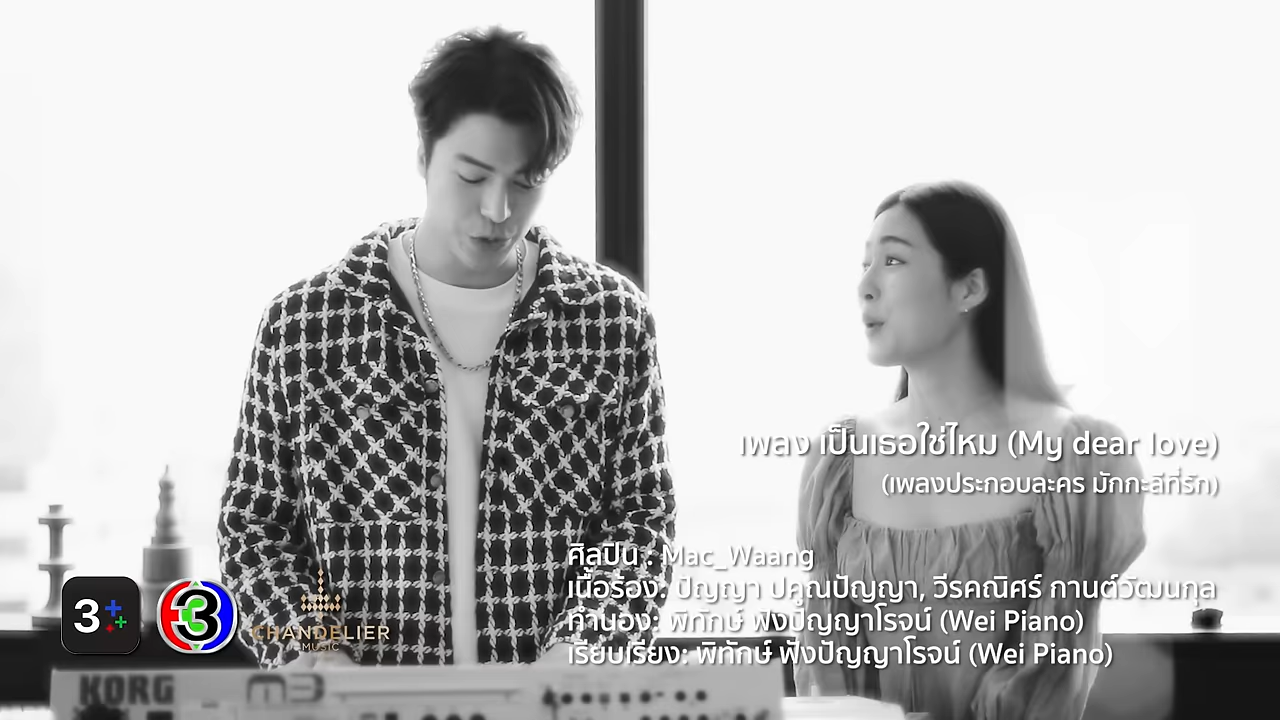 เพลง เป็นเธอใช่ไหม (My dear love)
(เพลงประกอบละคร มักกะลีที่รัก)
ศิลปิน : Mac_Waang
เนื้อร้อง: ปัญญา ปคุณปัญญา, วีรคณิศร์ กานต์วัฒนกุล
ทำนอง: พิทักษ์ ฟังปัญญาโรจน์ (Wei Piano)
เรียบเรียง: พิทักษ์ ฟังปัญญาโรจน์ (Wei Piano)
3+
3
CHANDELIER
MUSIC
KORG M3